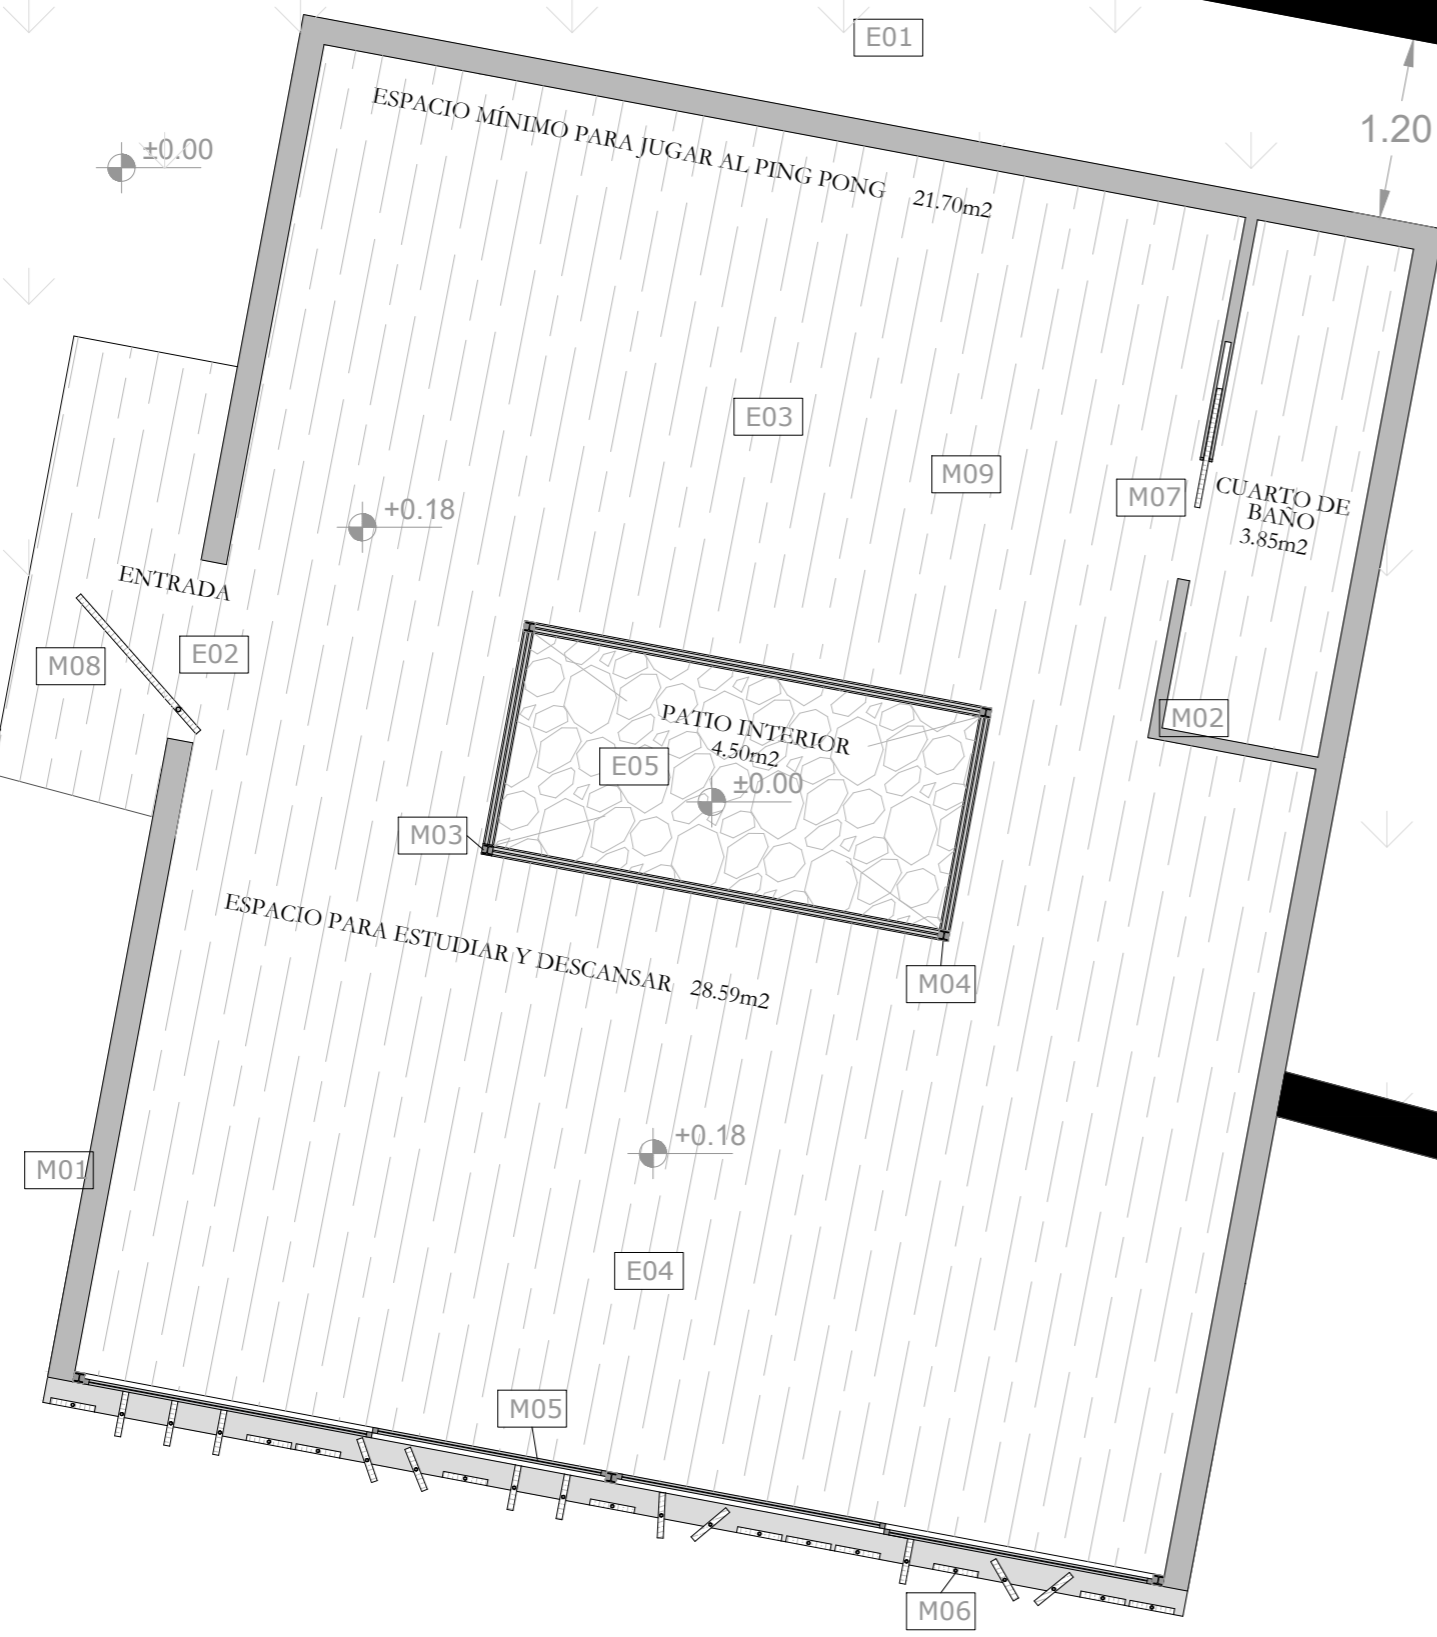 E01
1.20
±0.00
ESPACIO MÍNIMO PARA JUGAR AL PING PONG 21.70m2
E03
M09
M07
CUARTO DE
BAÑO
3.85m2
+0.18
ENTRADA
E02
M08
M02
PATIO INTERIOR
4.50m2
E05
±0.00
M03
ESPACIO PARA ESTUDIAR Y DESCANSAR 28.59m2
M04
+0.18
M01
E04
M05
M06